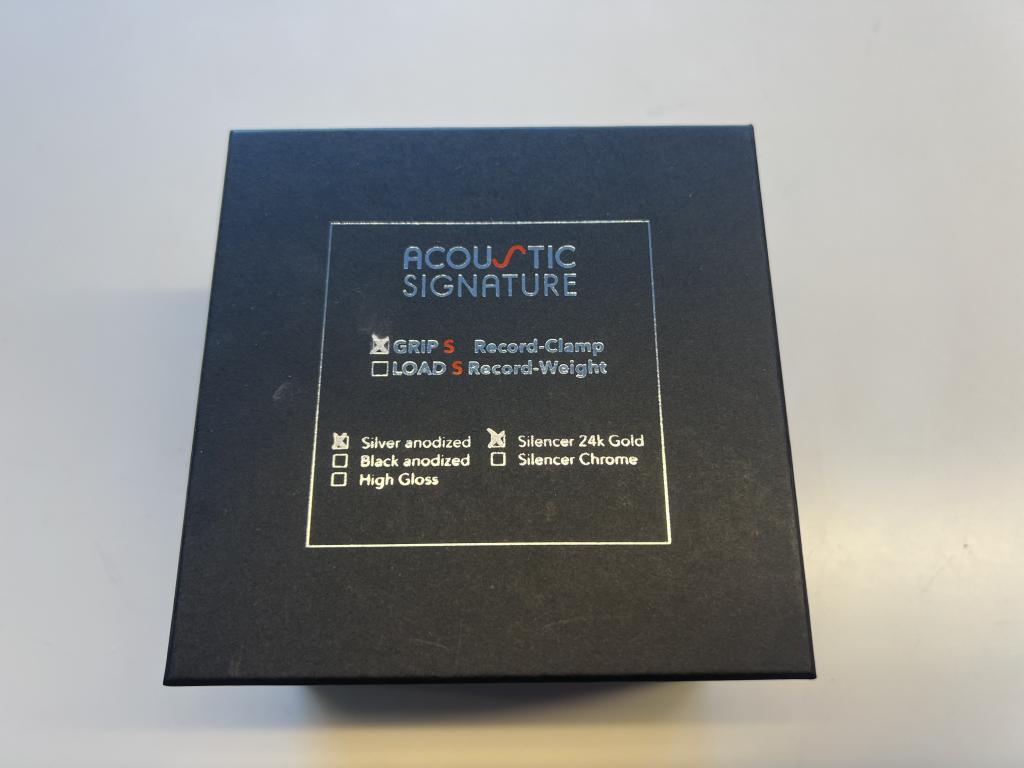 ACOUSTIC
SIGNATURE
☒ GRIP S Record-Clamp
☐ LOAD S Record-Weight
☒ Silver anodized ☒ Silencer 24k Gold
☐ Black anodized ☐ Silencer Chrome
☐ High Gloss